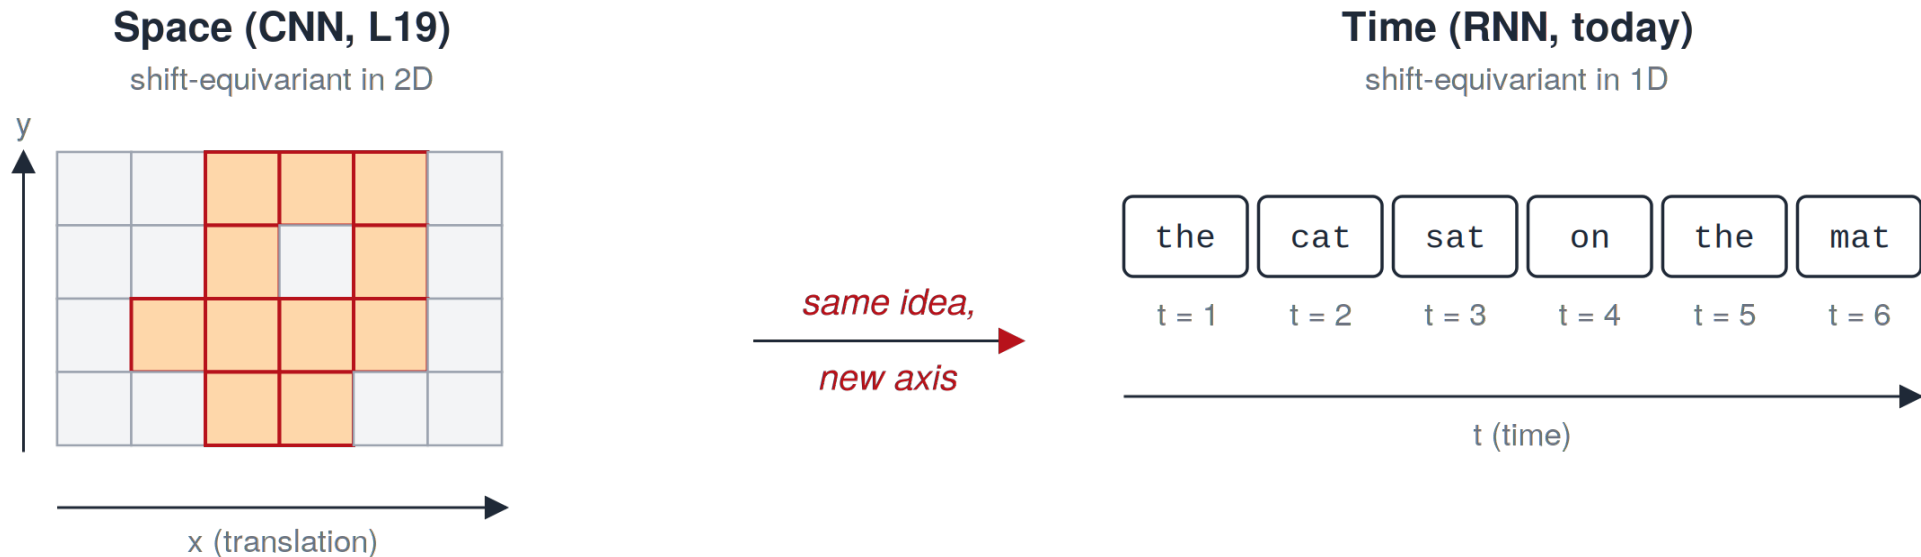 Space (CNN, L19)
shift-equivariant in 2D
y
x (translation)
same idea,
new axis
Time (RNN, today)
shift-equivariant in 1D
the cat sat on the mat
t = 1 t = 2 t = 3 t = 4 t = 5 t = 6
t (time)